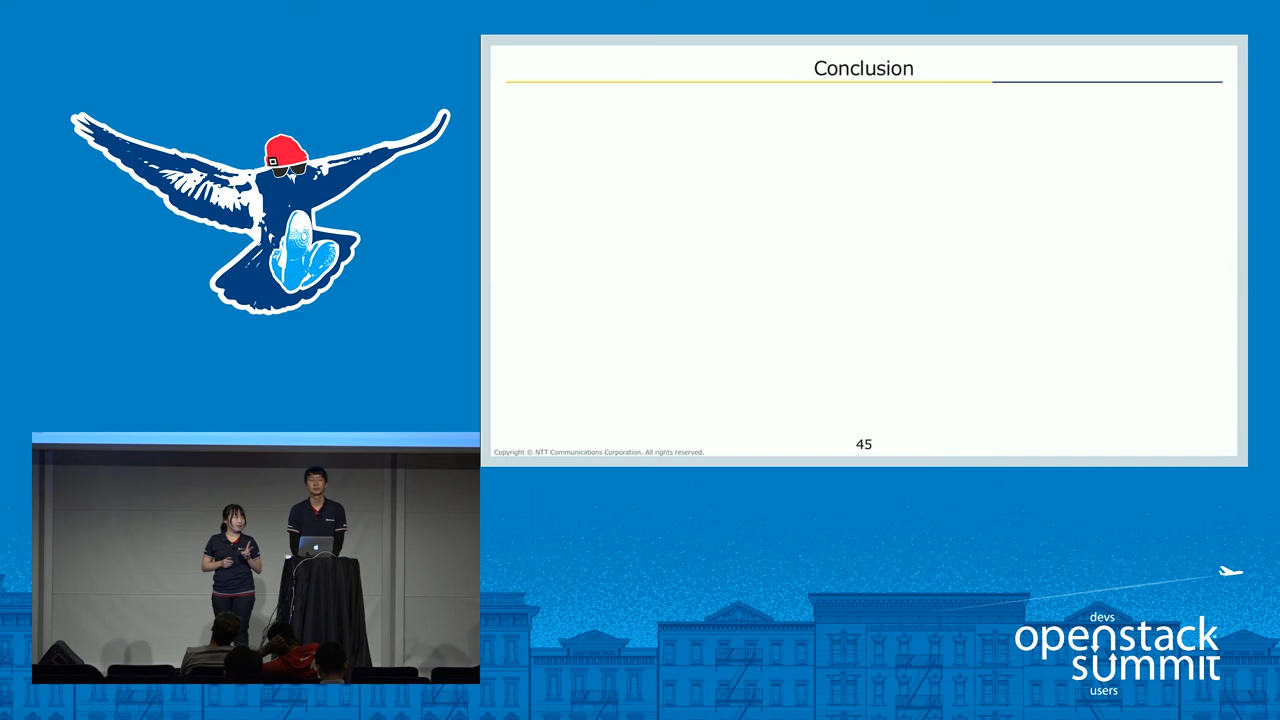 Conclusion
45
Copyright © NTT Communications Corporation. All rights reserved.
devs
openstack
summit
users